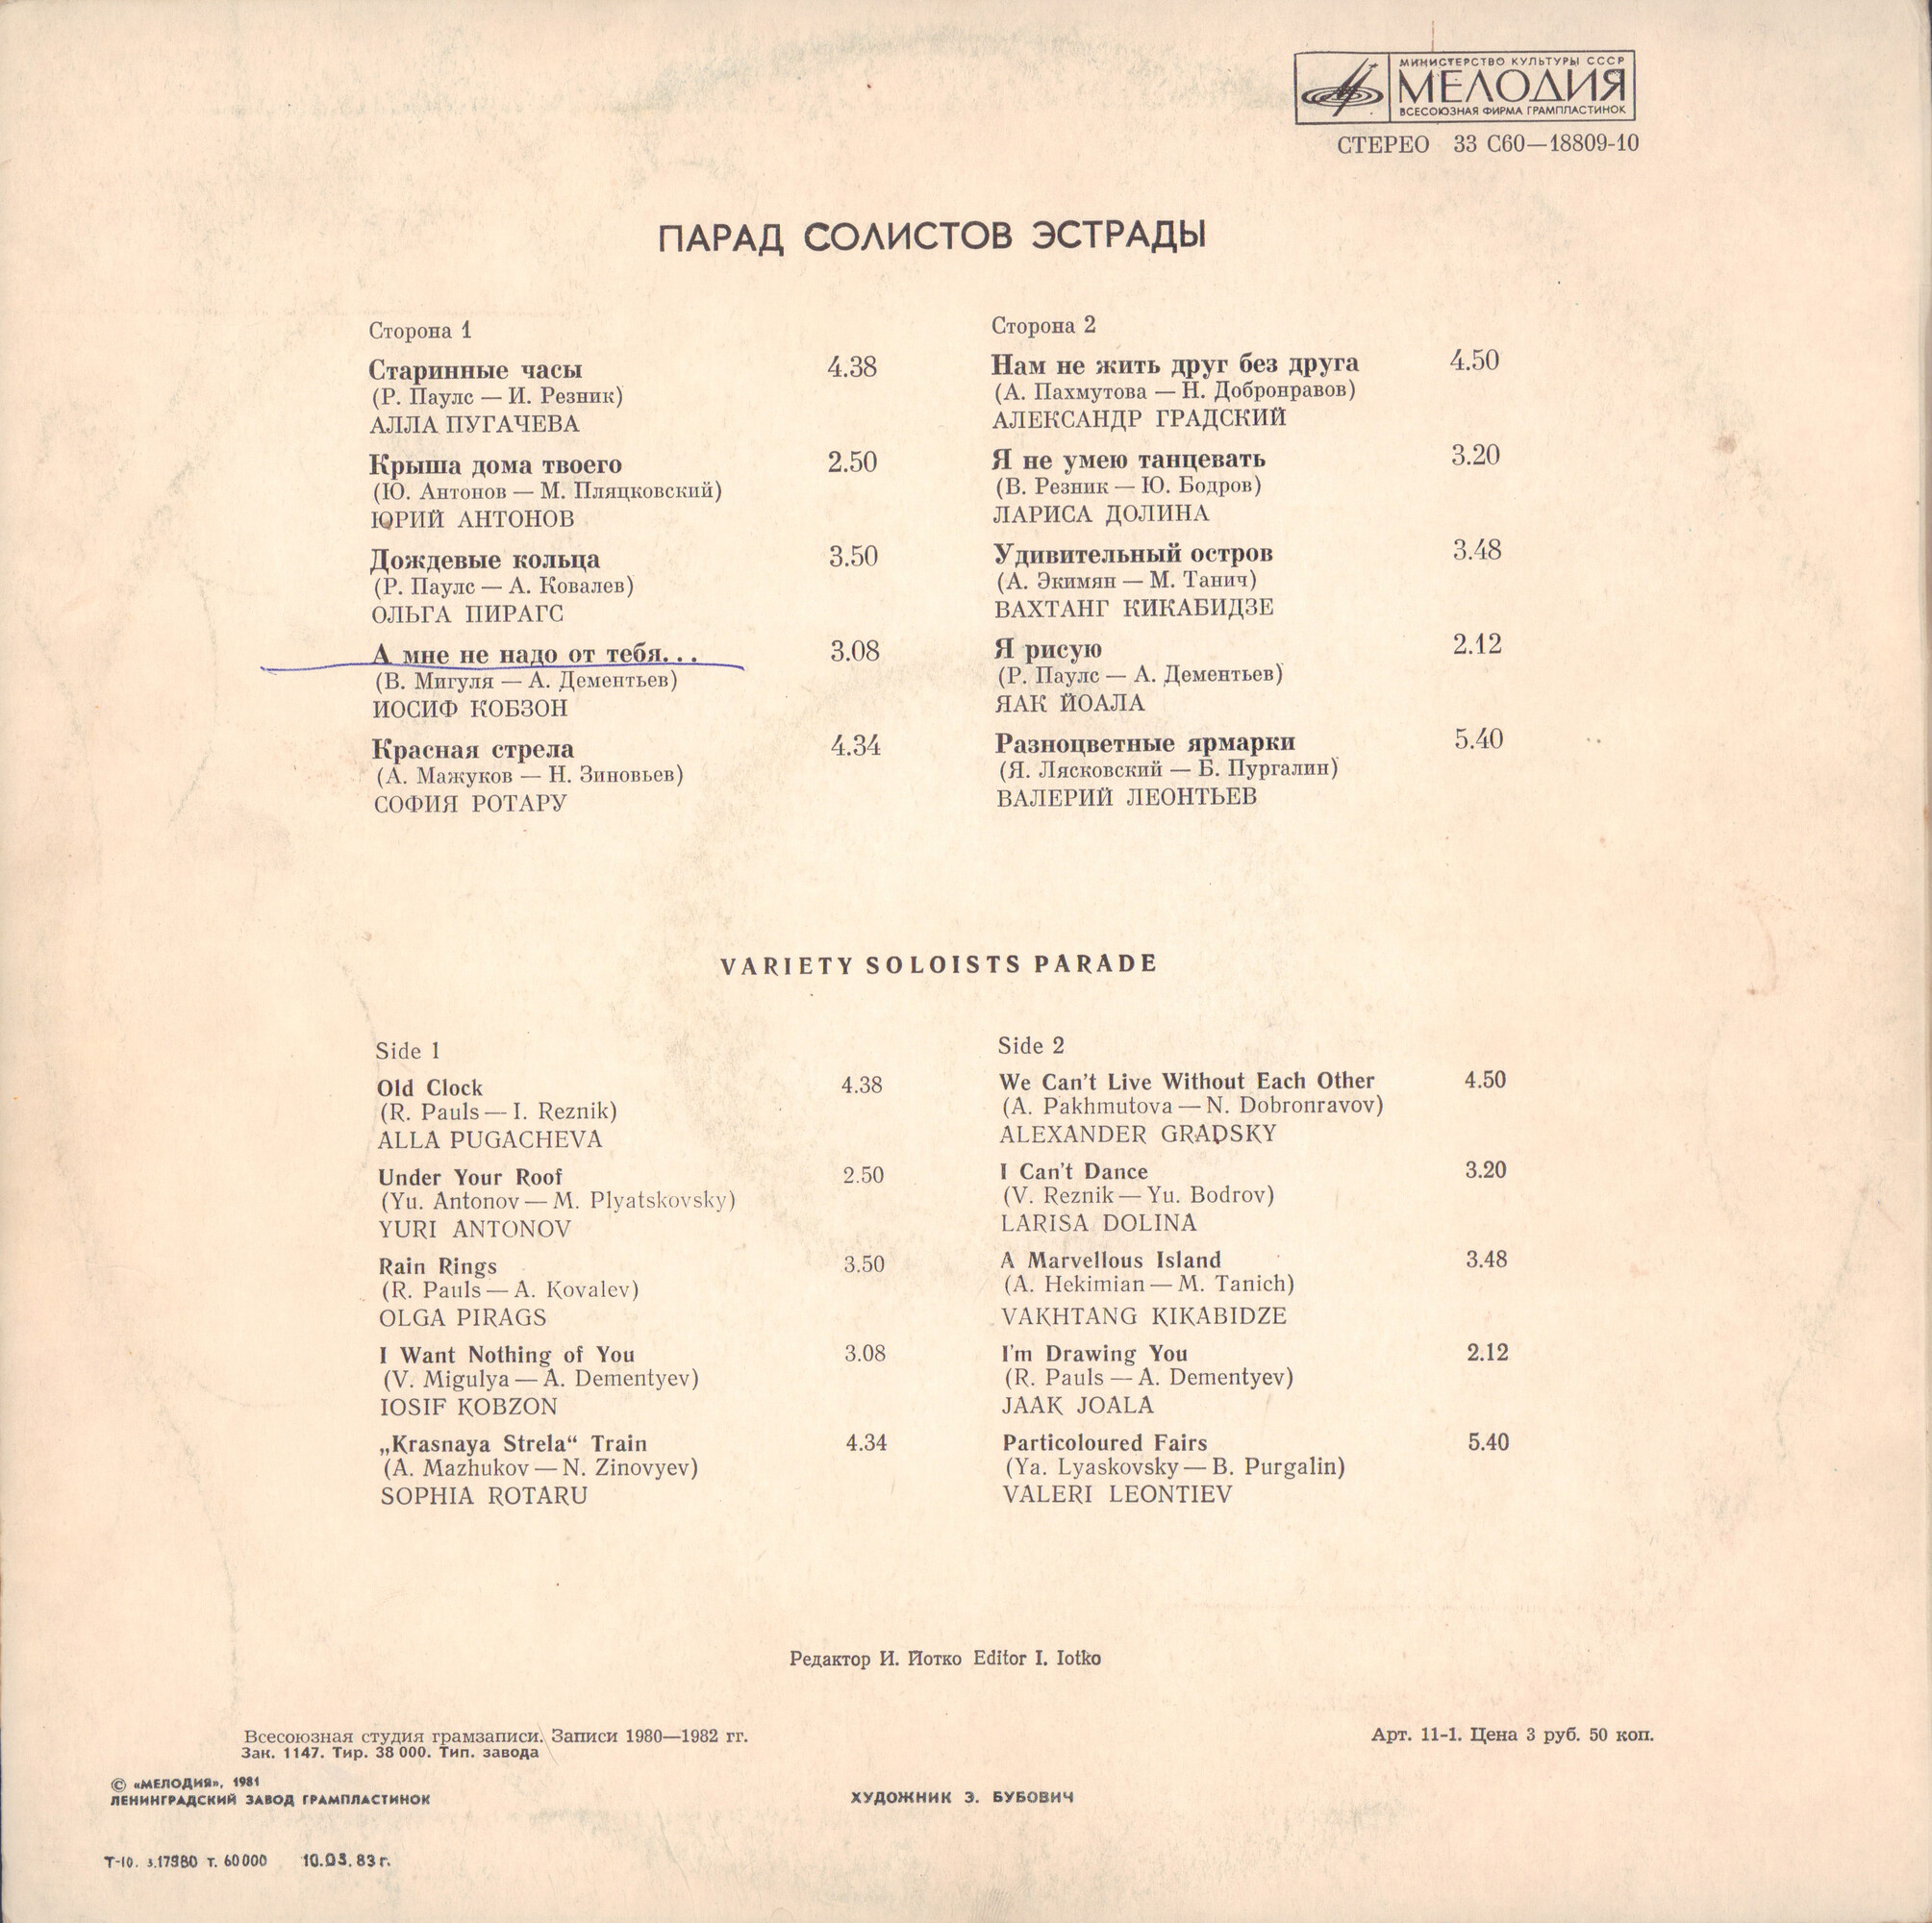 МИНИСТЕРСТВО КУЛЬТУРЫ СССР
МЕЛОДИЯ
ВСЕСОЮЗНАЯ ФИРМА ГРАМПЛАСТИНОК
СТЕРЕО 33 С60—18809-10
ПАРАД СОЛИСТОВ ЭСТРАДЫ
Сторона 1
Старинные часы 4.38
(Р. Паулс — И. Резник)
АЛЛА ПУГАЧЕВА
Крыша дома твоего 2.50
(Ю. Антонов — М. Пляцковский)
ЮРИЙ АНТОНОВ
Дождевые кольца 3.50
(Р. Паулс — А. Ковалев)
ОЛЬГА ПИРАГС
А мне не надо от тебя... 3.08
(В. Мигуля — А. Дементьев)
ИОСИФ КОБЗОН
Красная стрела 4.34
(А. Мажуков — Н. Зиновьев)
СОФИЯ РОТАРУ
Сторона 2
Нам не жить друг без друга 4.50
(А. Пахмутова — Н. Добронравов)
АЛЕКСАНДР ГРАДСКИЙ
Я не умею танцевать 3.20
(В. Резник — Ю. Бодров)
ЛАРИСА ДОЛИНА
Удивительный остров 3.48
(А. Экимян — М. Танич)
ВАХТАНГ КИКАБИДЗЕ
Я рисую 2.12
(Р. Паулс — А. Дементьев)
ЯАК ЙОАЛА
Разноцветные ярмарки 5.40
(Я. Лясковский — Б. Пургалин)
ВАЛЕРИЙ ЛЕОНТЬЕВ
VARIETY SOLOISTS PARADE
Side 1
Old Clock 4.38
(R. Pauls — I. Reznik)
ALLA PUGACHEVA
Under Your Roof 2.50
(Yu. Antonov — M. Plyatskovsky)
YURI ANTONOV
Rain Rings 3.50
(R. Pauls — A. Kovalev)
OLGA PIRAGS
I Want Nothing of You 3.08
(V. Migulya — A. Dementyev)
IOSIF KOBZON
„Krasnaya Strela“ Train 4.34
(A. Mazhukov — N. Zinovyev)
SOPHIA ROTARU
Side 2
We Can't Live Without Each Other 4.50
(A. Pakhmutova — N. Dobronravov)
ALEXANDER GRADSKY
I Can't Dance 3.20
(V. Reznik — Yu. Bodrov)
LARISA DOLINA
A Marvellous Island 3.48
(A. Hekimian — M. Tanich)
VAKHTANG KIKABIDZE
I'm Drawing You 2.12
(R. Pauls — A. Dementyev)
JAAK JOALA
Particoloured Fairs 5.40
(Ya. Lyaskovsky — B. Purgalin)
VALERI LEONTIEV
Редактор И. Йотко Editor I. Iotko
Всесоюзная студия грамзаписи. Записи 1980—1982 гг.
Зак. 1147. Тир. 38 000. Тип. завода
Арт. 11-1. Цена 3 руб. 50 коп.
© «МЕЛОДИЯ», 1981
ЛЕНИНГРАДСКИЙ ЗАВОД ГРАМПЛАСТИНОК
ХУДОЖНИК Э. БУБОВИЧ
Т-10. з.17980 т. 60000 10.03.83 г.